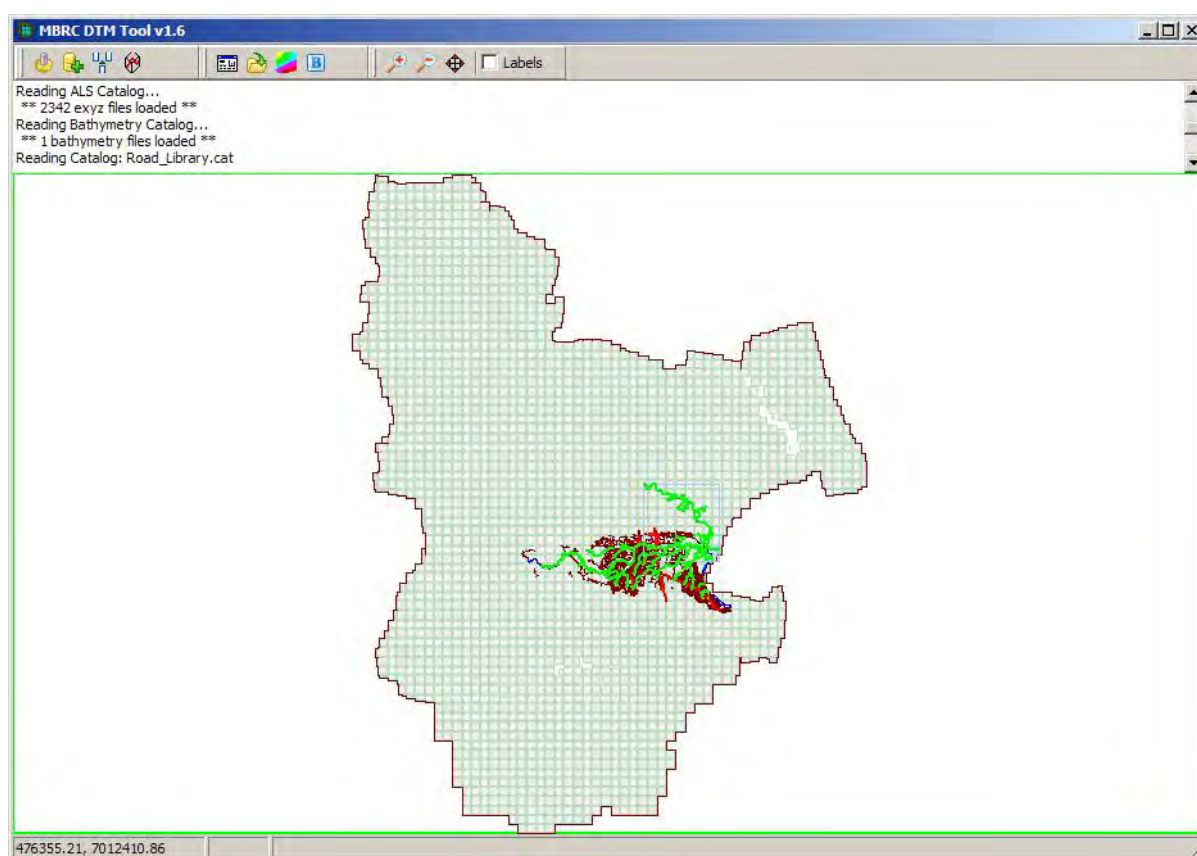 MBRC DTM Tool v1.6
B
Labels
Reading ALS Catalog...
** 2342 exyz files loaded **
Reading Bathymetry Catalog...
** 1 bathymetry files loaded **
Reading Catalog: Road_Library.cat
476355.21, 7012410.86